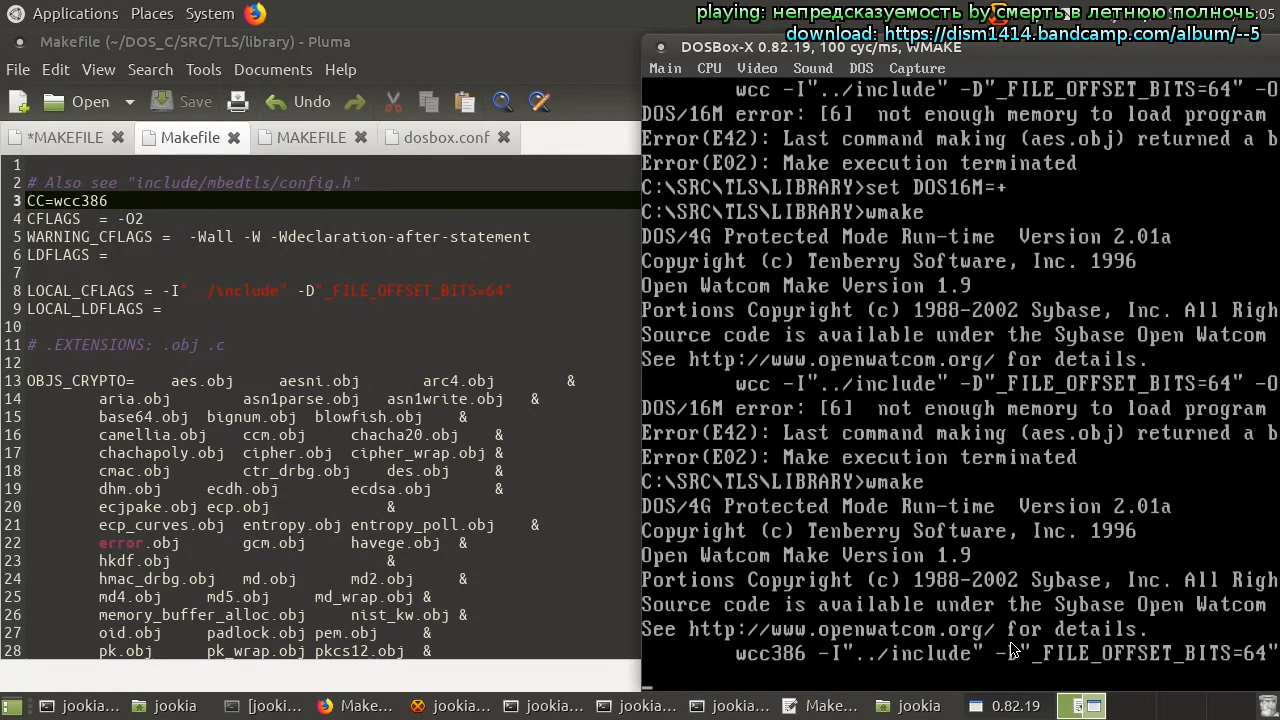 Applications Places System
playing: непредсказуемость by смерть в летнюю полночь
:05
download: https://dism1414.bandcamp.com/album/--5
Makefile (~/DOS_C/SRC/TLS/library) - Pluma
File Edit View Search Tools Documents Help
Open Save Undo
*MAKEFILE Makefile MAKEFILE dosbox.conf
1
2 # Also see "include/mbedtls/config.h"
3 CC=wcc386
4 CFLAGS = -O2
5 WARNING_CFLAGS = -Wall -W -Wdeclaration-after-statement
6 LDFLAGS =
7
8 LOCAL_CFLAGS = -I"../include" -D"_FILE_OFFSET_BITS=64"
9 LOCAL_LDFLAGS =
10
11 # .EXTENSIONS: .obj .c
12
13 OBJS_CRYPTO= aes.obj aesni.obj arc4.obj &
14 aria.obj asn1parse.obj asn1write.obj &
15 base64.obj bignum.obj blowfish.obj &
16 camellia.obj ccm.obj chacha20.obj &
17 chachapoly.obj cipher.obj cipher_wrap.obj &
18 cmac.obj ctr_drbg.obj des.obj &
19 dhm.obj ecdh.obj ecdsa.obj &
20 ecjpake.obj ecp.obj &
21 ecp_curves.obj entropy.obj entropy_poll.obj &
22 error.obj gcm.obj havege.obj &
23 hkdf.obj &
24 hmac_drbg.obj md.obj md2.obj &
25 md4.obj md5.obj md_wrap.obj &
26 memory_buffer_alloc.obj nist_kw.obj &
27 oid.obj padlock.obj pem.obj &
28 pk.obj pk_wrap.obj pkcs12.obj &
DOSBox-X 0.82.19, 100 cyc/ms, WMAKE
Main CPU Video Sound DOS Capture
wcc -I"../include" -D"_FILE_OFFSET_BITS=64" -O
DOS/16M error: [6] not enough memory to load program
Error(E42): Last command making (aes.obj) returned a b
Error(E02): Make execution terminated
C:\SRC\TLS\LIBRARY>set DOS16M=+
C:\SRC\TLS\LIBRARY>wmake
DOS/4G Protected Mode Run-time Version 2.01a
Copyright (c) Tenberry Software, Inc. 1996
Open Watcom Make Version 1.9
Portions Copyright (c) 1988-2002 Sybase, Inc. All Righ
Source code is available under the Sybase Open Watcom
See http://www.openwatcom.org/ for details.
wcc -I"../include" -D"_FILE_OFFSET_BITS=64" -O
DOS/16M error: [6] not enough memory to load program
Error(E42): Last command making (aes.obj) returned a b
Error(E02): Make execution terminated
C:\SRC\TLS\LIBRARY>wmake
DOS/4G Protected Mode Run-time Version 2.01a
Copyright (c) Tenberry Software, Inc. 1996
Open Watcom Make Version 1.9
Portions Copyright (c) 1988-2002 Sybase, Inc. All Righ
Source code is available under the Sybase Open Watcom
See http://www.openwatcom.org/ for details.
wcc386 -I"../include" -D"_FILE_OFFSET_BITS=64"
jookia... jookia [jooki... Make... jookia... jookia... jookia... jookia... Make... jookia 0.82.19